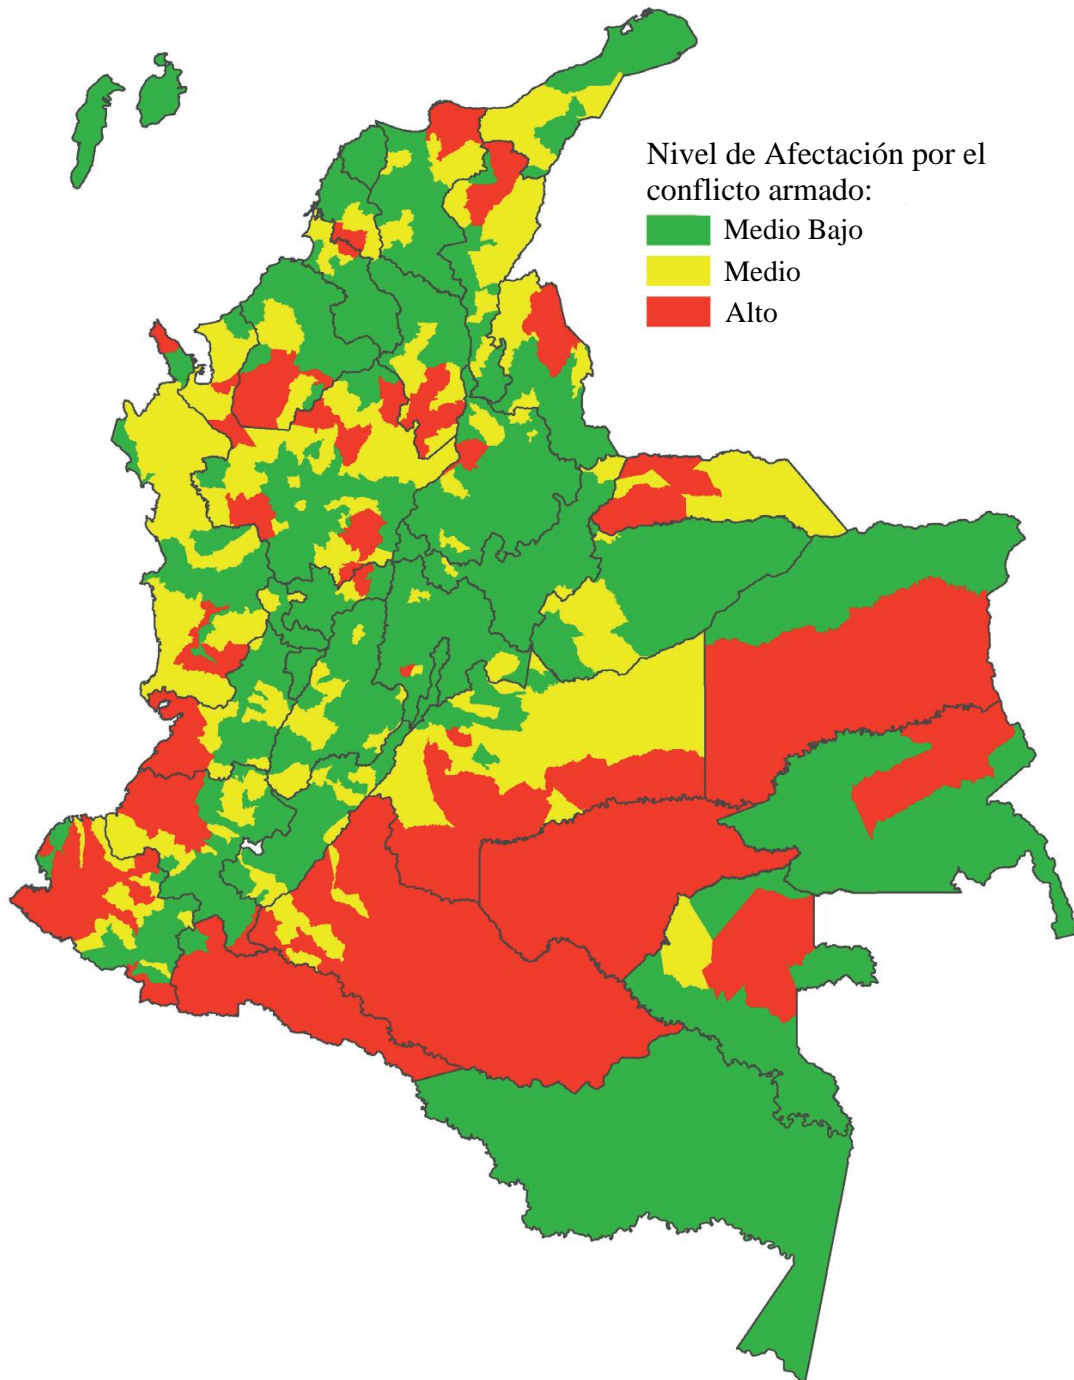 Nivel de Afectación por el
conflicto armado:
Medio Bajo
Medio
Alto